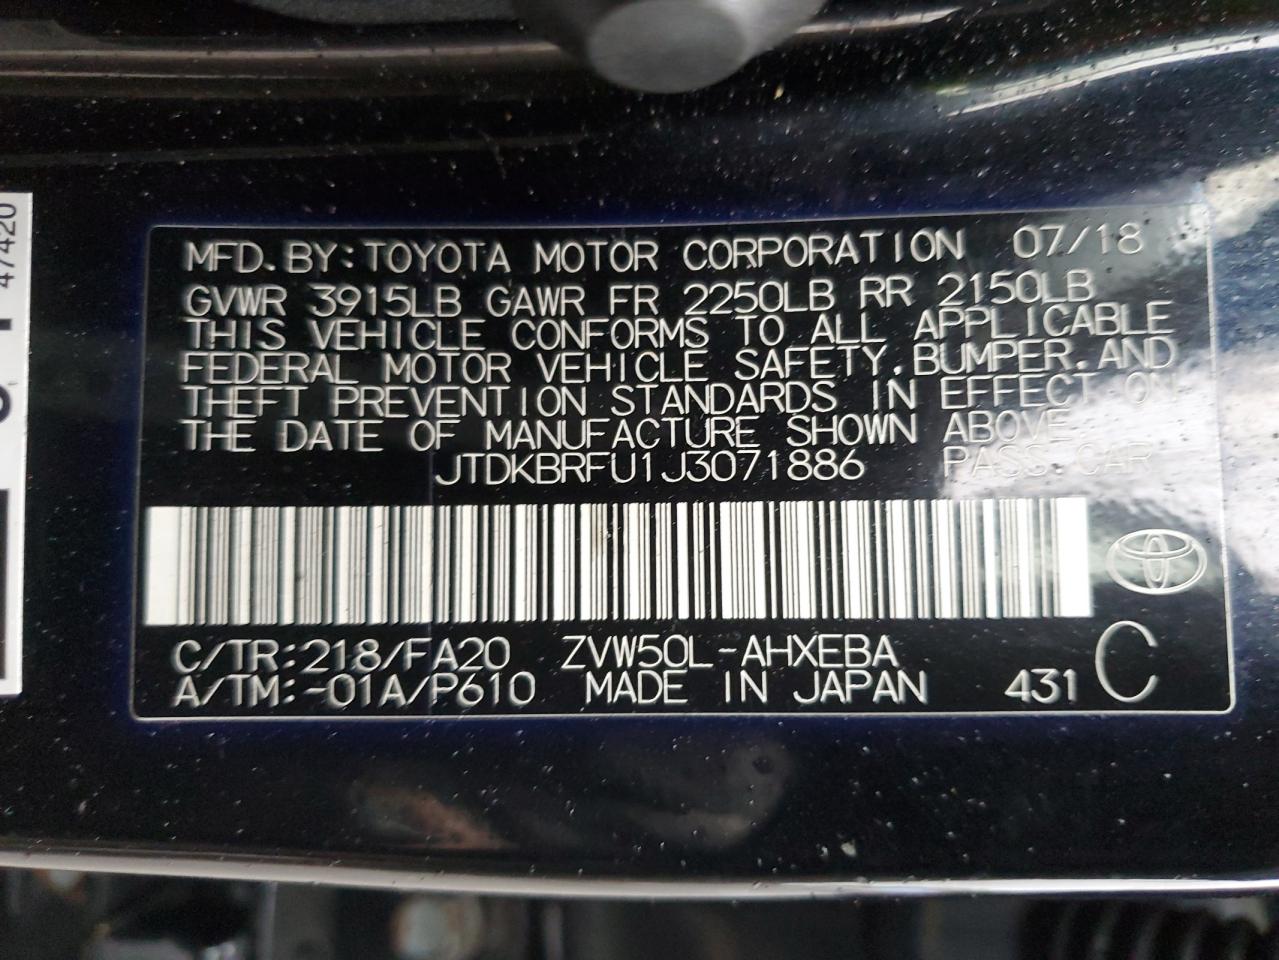 MFD. BY: TOYOTA MOTOR CORPORATION 07/18
GVWR 3915LB GAWR FR 2250LB RR 2150LB
THIS VEHICLE CONFORMS TO ALL APPLICABLE
FEDERAL MOTOR VEHICLE SAFETY, BUMPER, AND
THEFT PREVENTION STANDARDS IN EFFECT ON
THE DATE OF MANUFACTURE SHOWN ABOVE.
JTDKBRFU1J3071886 PASS. CAR
C/TR: 218/FA20 ZVW50L-AHXEBA
A/TM: -01A/P610 MADE IN JAPAN 431 C
47420